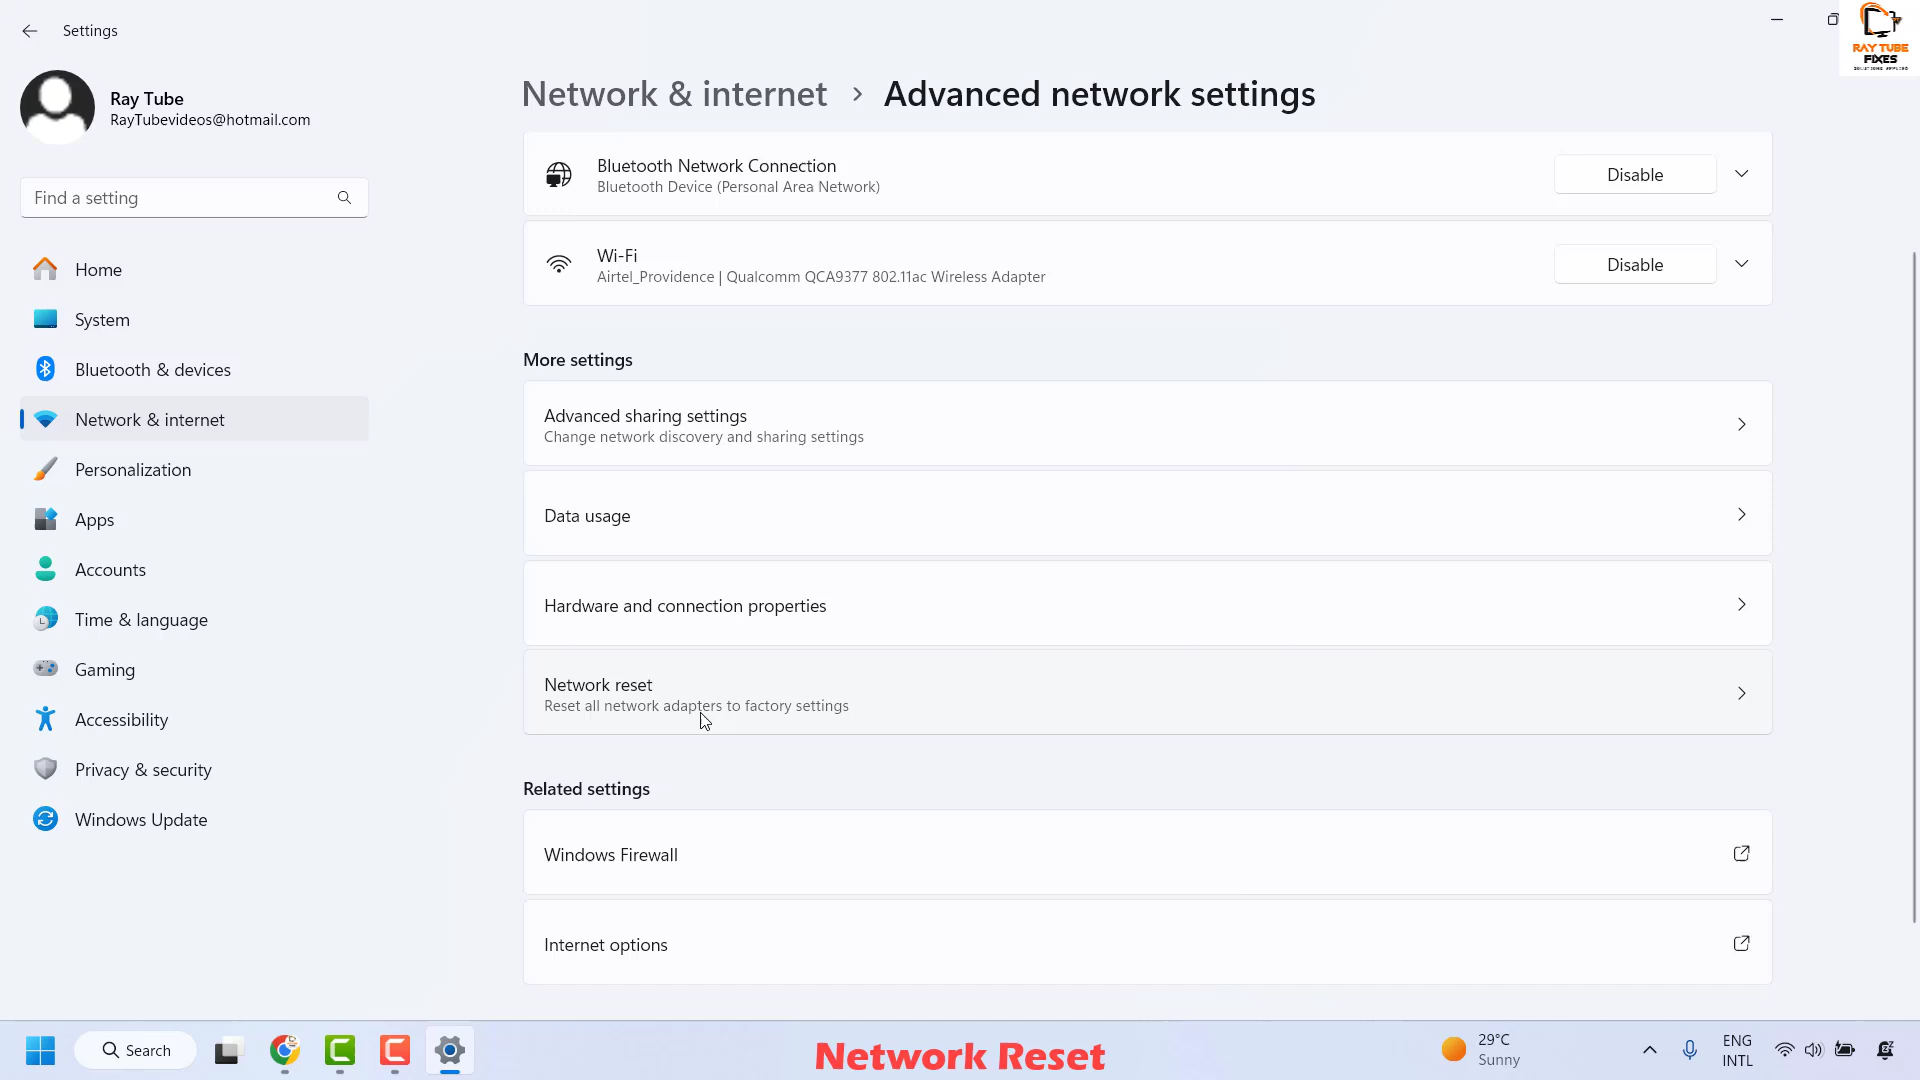 Settings
RAY TUBE
FIXES
Ray Tube
RayTubevideos@hotmail.com
Find a setting
Home
System
Bluetooth & devices
Network & internet
Personalization
Apps
Accounts
Time & language
Gaming
Accessibility
Privacy & security
Windows Update
Network & internet > Advanced network settings
Bluetooth Network Connection
Bluetooth Device (Personal Area Network)
Disable
Wi-Fi
Airtel_Providence | Qualcomm QCA9377 802.11ac Wireless Adapter
Disable
More settings
Advanced sharing settings
Change network discovery and sharing settings
Data usage
Hardware and connection properties
Network reset
Reset all network adapters to factory settings
Related settings
Windows Firewall
Internet options
Search
Network Reset
29°C
Sunny
ENG
INTL